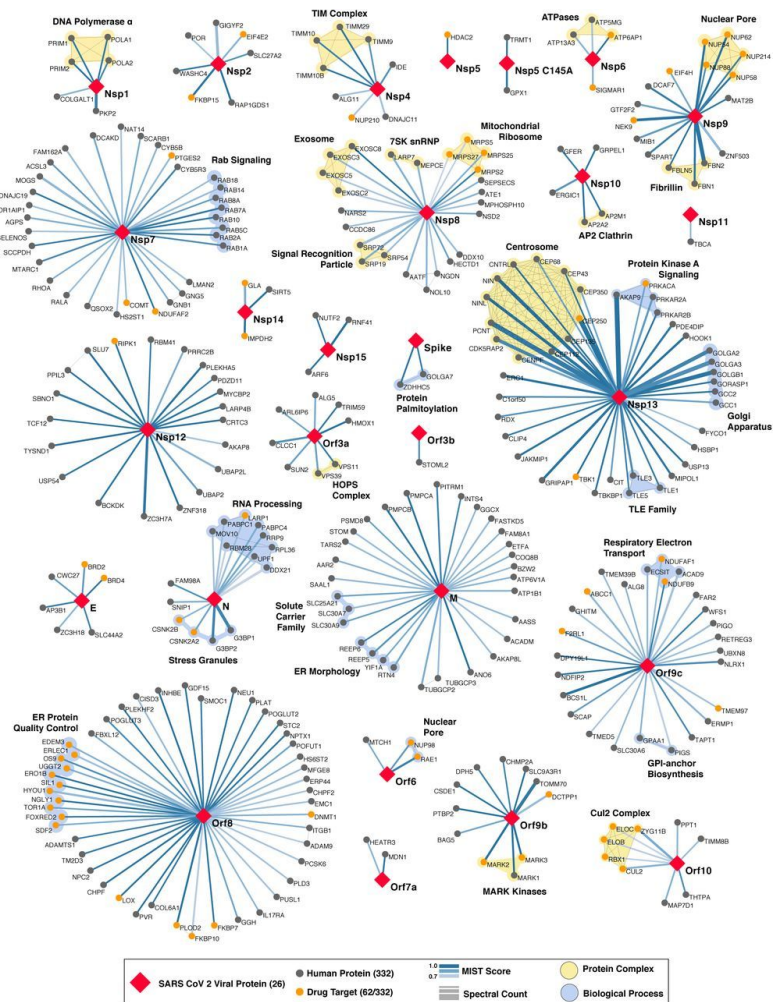 DNA Polymerase α
PRIM1
POLA1
PRIM2
POLA2
COLGALT1
Nsp1
PKP2
GIGYF2
POR
EIF4E2
SLC27A2
WASHC4
Nsp2
FKBP15
RAP1GDS1
TIM Complex
TIMM29
TIMM10
TIMM9
TIMM10B
IDE
Nsp4
ALG11
NUP210
DNAJC11
HDAC2
Nsp5
TRMT1
Nsp5 C145A
GPX1
ATPases
ATP5MG
ATP13A3
ATP6AP1
Nsp6
SIGMAR1
Nuclear Pore
NUP62
NUP54
NUP214
NUP88
NUP58
EIF4H
DCAF7
MAT2B
GTF2F2
Nsp9
NEK9
MIB1
ZNF503
SPART
FBLN5
FBN2
FBN1
Fibrillin
NAT14
DCAKD
SCARB1
FAM162A
CYB5B
PTGES2
ACSL3
CYB5R3
MOGS
Rab Signaling
RAB18
RAB14
RAB8A
RAB7A
RAB10
RAB5C
RAB2A
RAB1A
DNAJC19
OR1AIP1
AGPS
SELENOS
Nsp7
SCCPDH
MTARC1
RHOA
RALA
QSOX2
HS2ST1
COMT
NDUFAF2
GNB1
GNG5
LMAN2
Exosome
EXOSC8
EXOSC3
EXOSC5
EXOSC2
7SK snRNP
LARP7
MEPCE
Mitochondrial
Ribosome
MRPS5
MRPS27
MRPS25
MRPS2
SEPSECS
ATE1
MPHOSPH10
NSD2
NARS2
CCDC86
Nsp8
Signal Recognition
Particle
SRP72
SRP54
SRP19
DDX10
HECTD1
NGDN
AATF
NOL10
GFER
GRPEL1
Nsp10
ERGIC1
AP2M1
AP2A2
AP2 Clathrin
Nsp11
TBCA
GLA
SIRT5
Nsp14
IMPDH2
NUTF2
RNF41
Nsp15
ARF6
Spike
GOLGA7
ZDHHC5
Protein
Palmitoylation
Centrosome
CNTRL
CEP68
NIN
CEP43
NINL
CEP350
PCNT
CEP250
CDK5RAP2
CEP135
CENPF
CEP112
Protein Kinase A
Signaling
PRKACA
AKAP9
PRKAR2A
PRKAR2B
PDE4DIP
HOOK1
GOLGA2
GOLGA3
GOLGB1
GORASP1
GCC2
GCC1
Golgi
Apparatus
Nsp13
ERC1
C1orf50
RDX
CLIP4
JAKMIP1
GRIPAP1
TBK1
TBKBP1
CIT
TLE3
TLE5
TLE1
TLE Family
MIPOL1
USP13
HSBP1
FYCO1
RIPK1
RBM41
SLU7
PRRC2B
PPIL3
PLEKHA5
PDZD11
SBNO1
MYCBP2
LARP4B
TCF12
CRTC3
Nsp12
TYSND1
AKAP8
USP54
UBAP2L
UBAP2
BCKDK
ZNF318
ZC3H7A
ALG5
ARL6IP6
TRIM59
HMOX1
Orf3a
CLCC1
SUN2
VPS11
VPS39
HOPS
Complex
Orf3b
STOML2
BRD2
CWC27
BRD4
E
AP3B1
ZC3H18
SLC44A2
RNA Processing
LARP1
PABPC1
PABPC4
MOV10
RRP9
RBM28
RPL36
UPF1
DDX21
FAM98A
SNIP1
N
CSNK2B
CSNK2A2
G3BP1
G3BP2
Stress Granules
PITRM1
PMPCA
INTS4
PMPCB
GGCX
PSMD8
FASTKD5
STOM
FAM8A1
TARS2
ETFA
COQ8B
AAR2
BZW2
SAAL1
ATP6V1A
ATP1B1
M
Solute
Carrier
Family
SLC25A21
SLC30A7
SLC30A9
REEP6
REEP5
YIF1A
RTN4
ER Morphology
TUBGCP2
TUBGCP3
ANO6
AKAP8L
ACADM
AASS
Respiratory Electron
Transport
NDUFAF1
TMEM39B
ECSIT
ACAD9
ALG8
NDUFB9
ABCC1
FAR2
GHITM
WFS1
F2RL1
PIGO
RETREG3
DPY19L1
UBXN8
NLRX1
NDFIP2
Orf9c
BCS1L
SCAP
TMEM97
ERMP1
TMED5
TAPT1
SLC30A6
GPAA1
PIGS
GPI-anchor
Biosynthesis
ER Protein
Quality Control
EDEM3
ERLEC1
OS9
UGGT2
ERO1B
SIL1
HYOU1
NGLY1
TOR1A
FOXRED2
SDF2
FBXL12
POGLUT3
PLEKHF2
CISD3
INHBE
GDF15
SMOC1
NEU1
PLAT
POGLUT2
STC2
NPTX1
POFUT1
HS6ST2
MFGE8
ERP44
CHPF2
EMC1
DNMT1
Orf8
ITGB1
ADAM9
PCSK6
PLD3
PUSL1
IL17RA
GGH
FKBP7
FKBP10
PLOD2
COL6A1
PVR
LOX
CHPF
NPC2
TM2D3
ADAMTS1
Nuclear
Pore
MTCH1
NUP98
RAE1
Orf6
HEATR3
MDN1
Orf7a
CHMP2A
DPH5
SLC9A3R1
TOMM70
CSDE1
DCTPP1
PTBP2
Orf9b
BAG5
MARK2
MARK3
MARK1
MARK Kinases
Cul2 Complex
ELOC
ZYG11B
ELOB
RBX1
CUL2
PPT1
TIMM8B
Orf10
THTPA
MAP7D1
SARS CoV 2 Viral Protein (26)
Human Protein (332)
Drug Target (62/332)
1.0
0.7
MIST Score
Spectral Count
Protein Complex
Biological Process